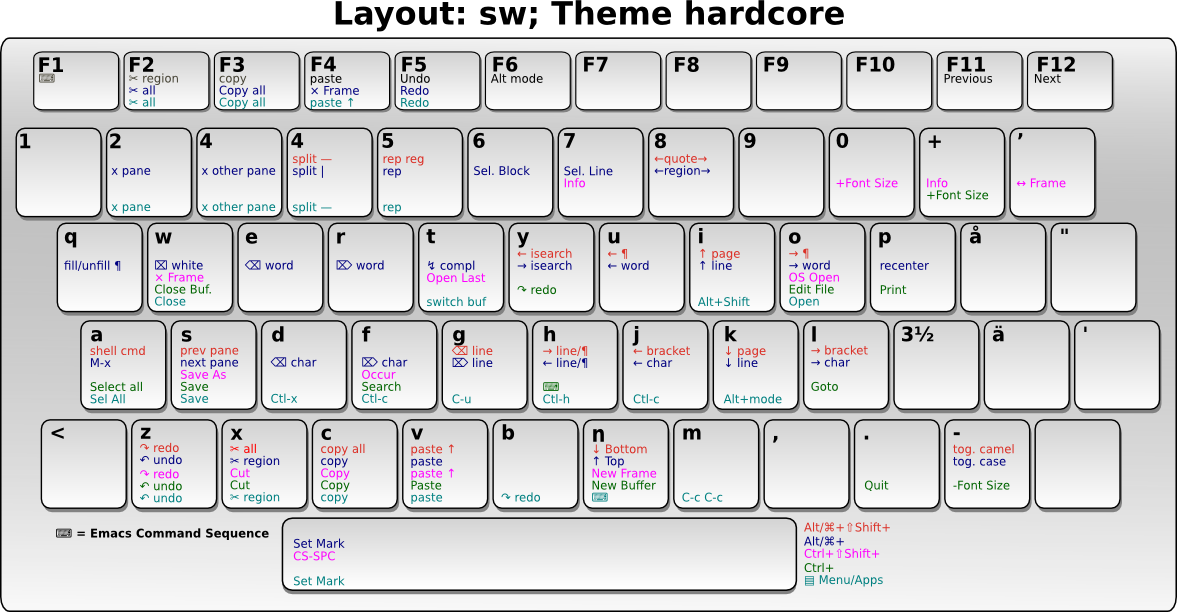 Layout: sw; Theme hardcore
F1
⌨
F2
✂ region
✂ all
✂ all
F3
copy
Copy all
Copy all
F4
paste
× Frame
paste ↑
F5
Undo
Redo
Redo
F6
Alt mode
F7
F8
F9
F10
F11
Previous
F12
Next
1
2
x pane
x pane
4
x other pane
x other pane
4
split —
split |
split —
5
rep reg
rep
rep
6
Sel. Block
7
Sel. Line
Info
8
←quote→
←region→
9
0
+Font Size
+
Info
+Font Size
’
↔ Frame
q
fill/unfill ¶
w
⌧ white
× Frame
Close Buf.
Close
e
⌫ word
r
⌦ word
t
↯ compl
Open Last
switch buf
y
← isearch
→ isearch
↷ redo
u
← ¶
← word
i
↑ page
↑ line
Alt+Shift
o
→ ¶
→ word
OS Open
Edit File
Open
p
recenter
Print
å
"
a
shell cmd
M-x
Select all
Sel All
s
prev pane
next pane
Save As
Save
Save
d
⌫ char
Ctl-x
f
⌦ char
Occur
Search
Ctl-c
g
⌫ line
⌦ line
C-u
h
→ line/¶
← line/¶
⌨
Ctl-h
j
← bracket
← char
Ctl-c
k
↓ page
↓ line
Alt+mode
l
→ bracket
→ char
Goto
3½
ä
'
<
z
↷ redo
↶ undo
↷ redo
↶ undo
↶ undo
x
✂ all
✂ region
Cut
Cut
✂ region
c
copy all
copy
Copy
Copy
copy
v
paste ↑
paste
paste ↑
Paste
paste
b
↷ redo
n
↓ Bottom
↑ Top
New Frame
New Buffer
⌨
m
C-c C-c
,
.
Quit
-
tog. camel
tog. case
-Font Size
⌨ = Emacs Command Sequence
Set Mark
CS-SPC
Set Mark
Alt/⌘+⇧Shift+
Alt/⌘+
Ctrl+⇧Shift+
Ctrl+
▤ Menu/Apps